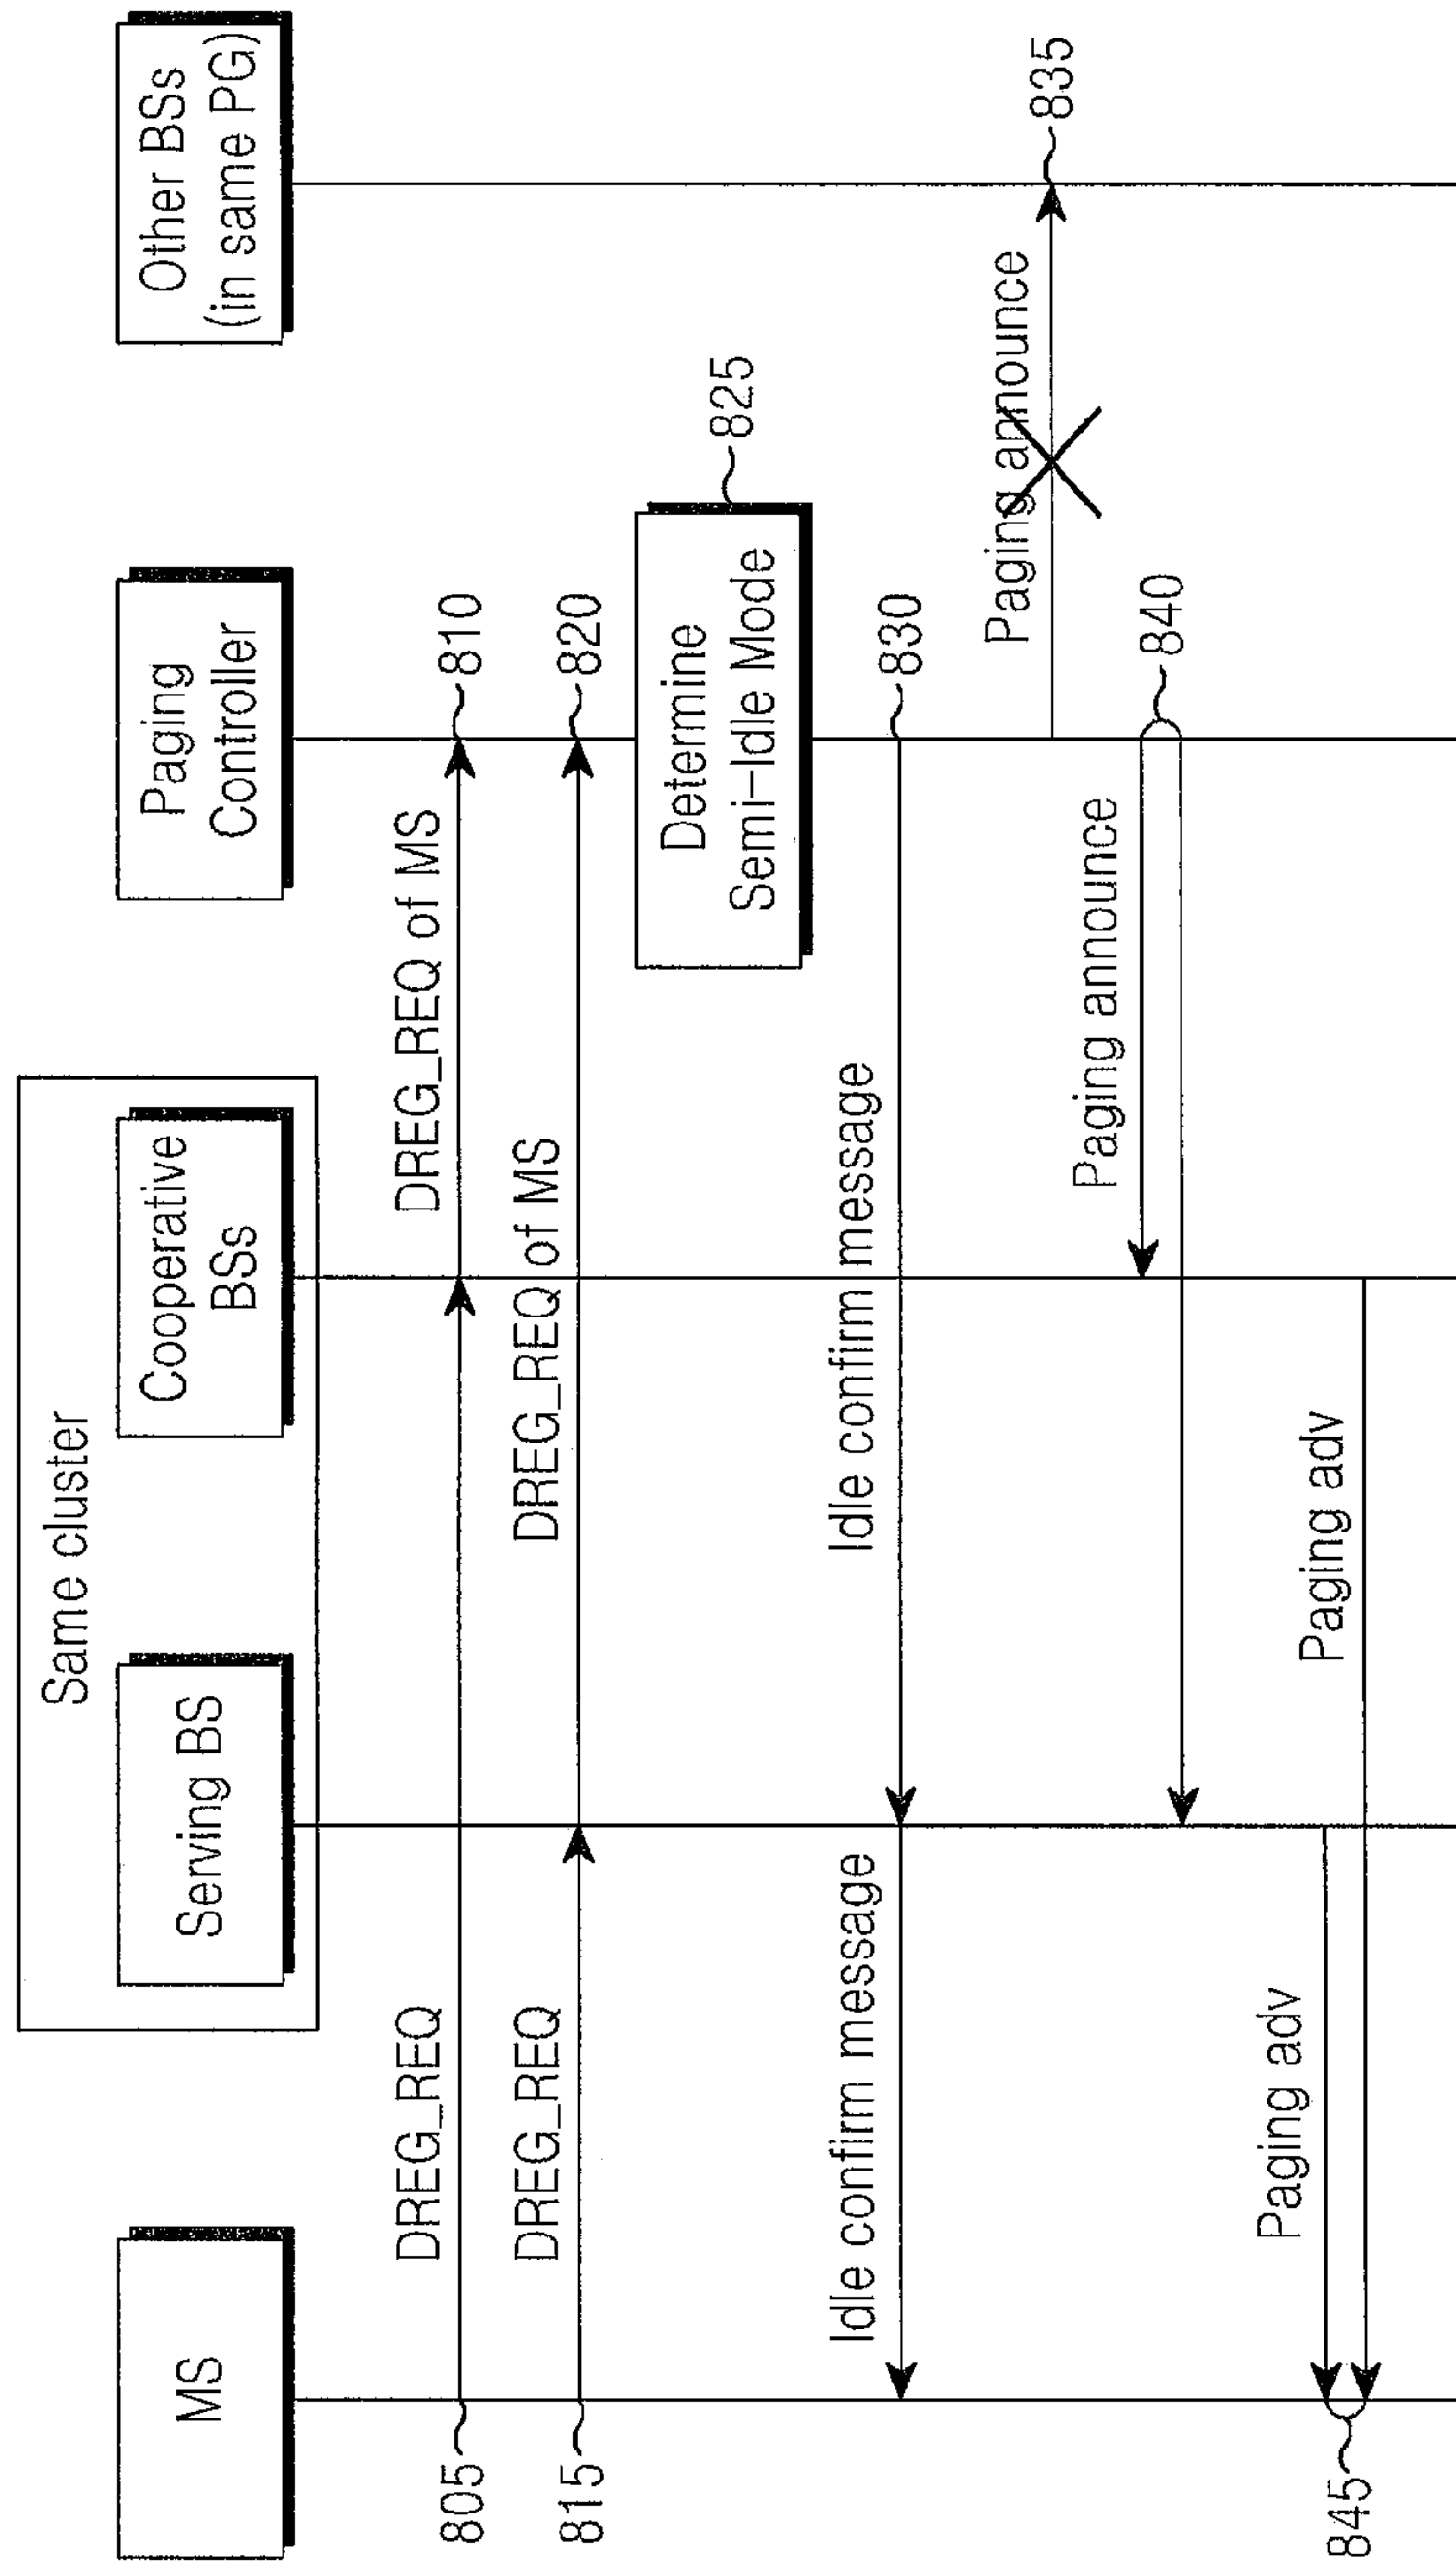 Same cluster
MS
Serving BS
Cooperative
BSs
Paging
Controller
Other BSs
(in same PG)
805
DREG_REQ
DREG_REQ of MS
810
815
DREG_REQ
DREG_REQ of MS
820
Determine
Semi-Idle Mode
825
Idle confirm message
Idle confirm message
830
Paging announce
835
Paging announce
840
Paging adv
Paging adv
845